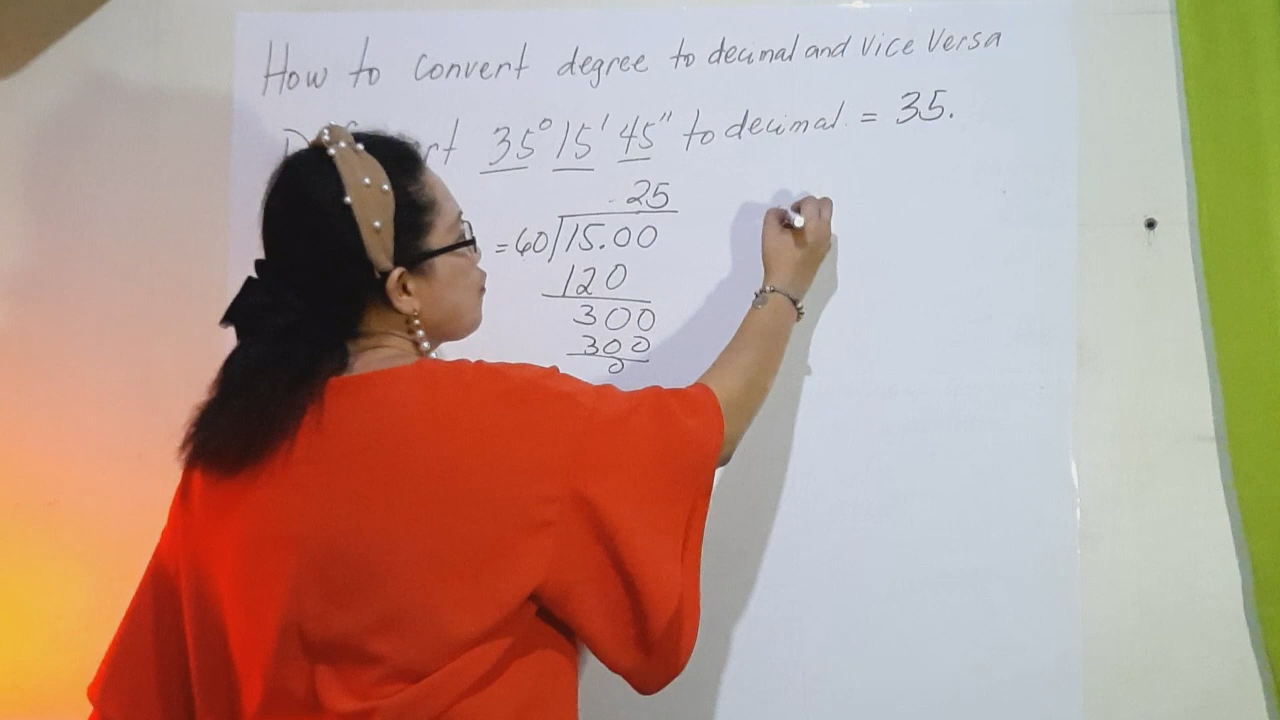 How to convert degree to decimal and vice versa
35° 15' 45" to decimal. = 35.
.25
= 60 15.00
120
300
300
0